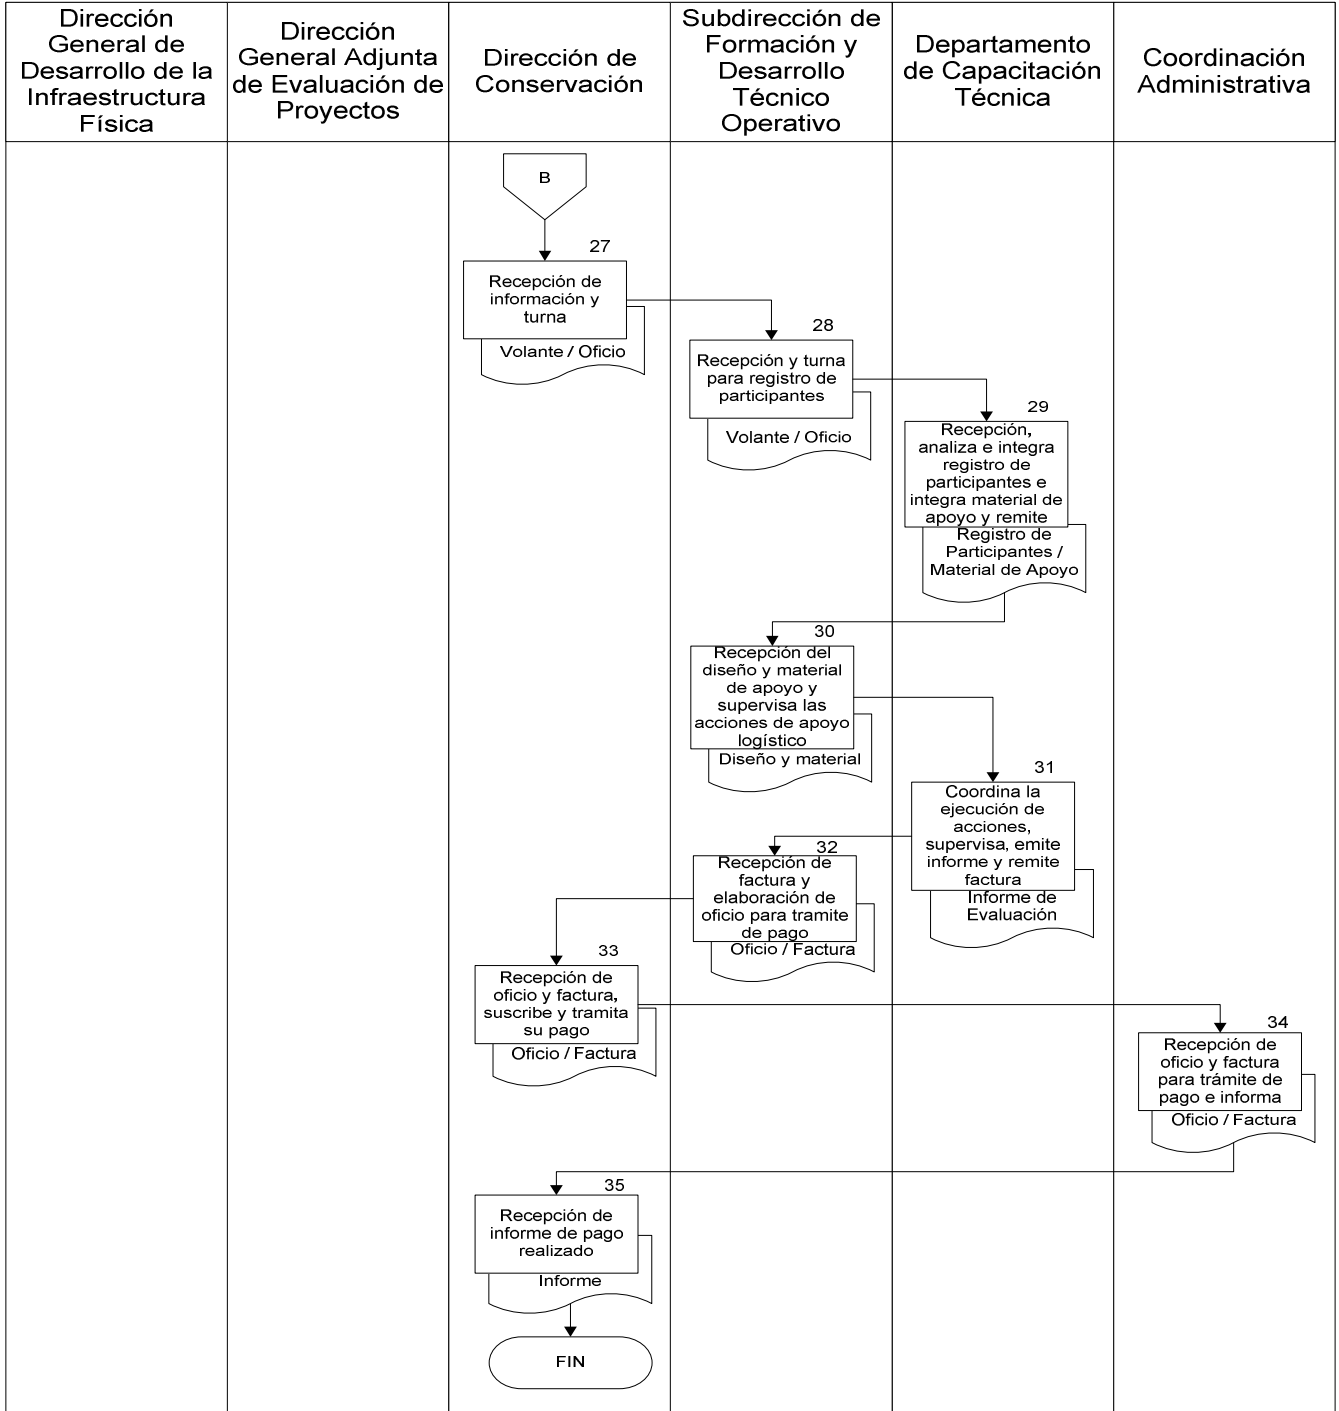 Dirección
General de
Desarrollo de la
Infraestructura
Física
Dirección
General Adjunta
de Evaluación de
Proyectos
Dirección de
Conservación
Subdirección de
Formación y
Desarrollo
Técnico
Operativo
Departamento
de Capacitación
Técnica
Coordinación
Administrativa
B
27
Recepción de
información y
turna
Volante / Oficio
28
Recepción y turna
para registro de
participantes
Volante / Oficio
29
Recepción,
analiza e integra
registro de
participantes e
integra material de
apoyo y remite
Registro de
Participantes /
Material de Apoyo
30
Recepción del
diseño y material
de apoyo y
supervisa las
acciones de apoyo
logístico
Diseño y material
31
Coordina la
ejecución de
acciones,
supervisa, emite
informe y remite
factura
Informe de
Evaluación
32
Recepción de
factura y
elaboración de
oficio para tramite
de pago
Oficio / Factura
33
Recepción de
oficio y factura,
suscribe y tramita
su pago
Oficio / Factura
34
Recepción de
oficio y factura
para trámite de
pago e informa
Oficio / Factura
35
Recepción de
informe de pago
realizado
Informe
FIN